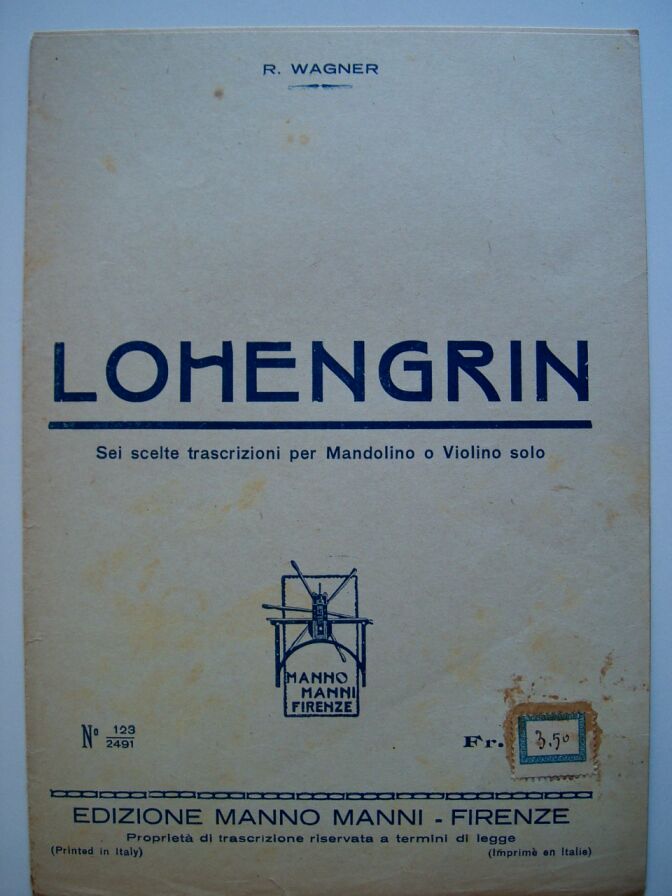 R. WAGNER
LOHENGRIN
Sei scelte trascrizioni per Mandolino o Violino solo
MANNO
MANNI
FIRENZE
Nº 123/2491
Fr. 3.50
EDIZIONE MANNO MANNI - FIRENZE
Proprietà di trascrizione riservata a termini di legge
(Printed in Italy) (Imprimè en Italie)